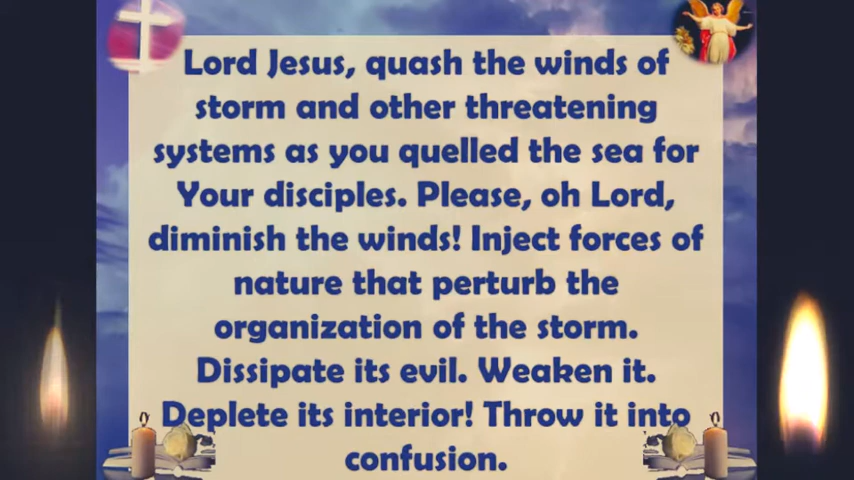 Lord Jesus, quash the winds of
storm and other threatening
systems as you quelled the sea for
Your disciples. Please, oh Lord,
diminish the winds! Inject forces of
nature that perturb the
organization of the storm.
Dissipate its evil. Weaken it.
Deplete its interior! Throw it into
confusion.